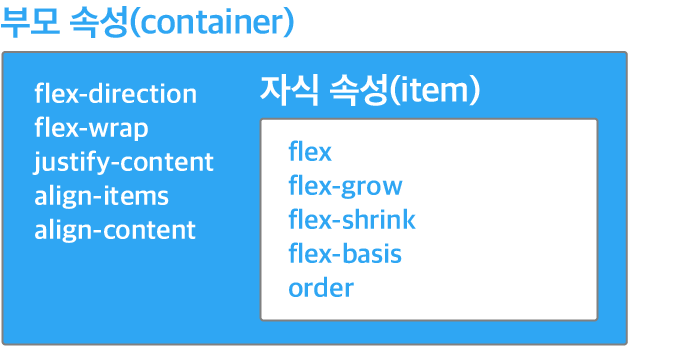 부모 속성(container)
flex-direction
flex-wrap
justify-content
align-items
align-content
자식 속성(item)
flex
flex-grow
flex-shrink
flex-basis
order